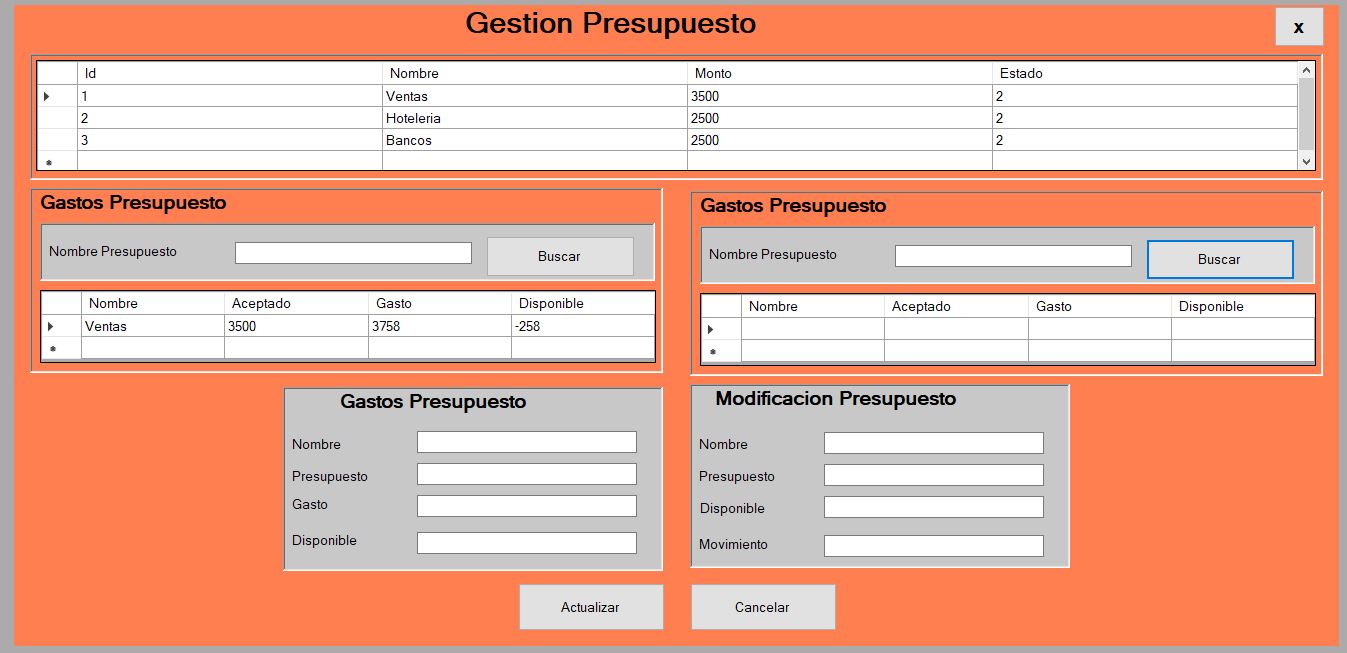 Gestion Presupuesto
x
Id Nombre Monto Estado
1 Ventas 3500 2
2 Hoteleria 2500 2
3 Bancos 2500 2
Gastos Presupuesto
Nombre Presupuesto Buscar
Nombre Aceptado Gasto Disponible
Ventas 3500 3758 -258
Gastos Presupuesto
Nombre Presupuesto Buscar
Nombre Aceptado Gasto Disponible
Gastos Presupuesto
Nombre
Presupuesto
Gasto
Disponible
Modificacion Presupuesto
Nombre
Presupuesto
Disponible
Movimiento
Actualizar Cancelar